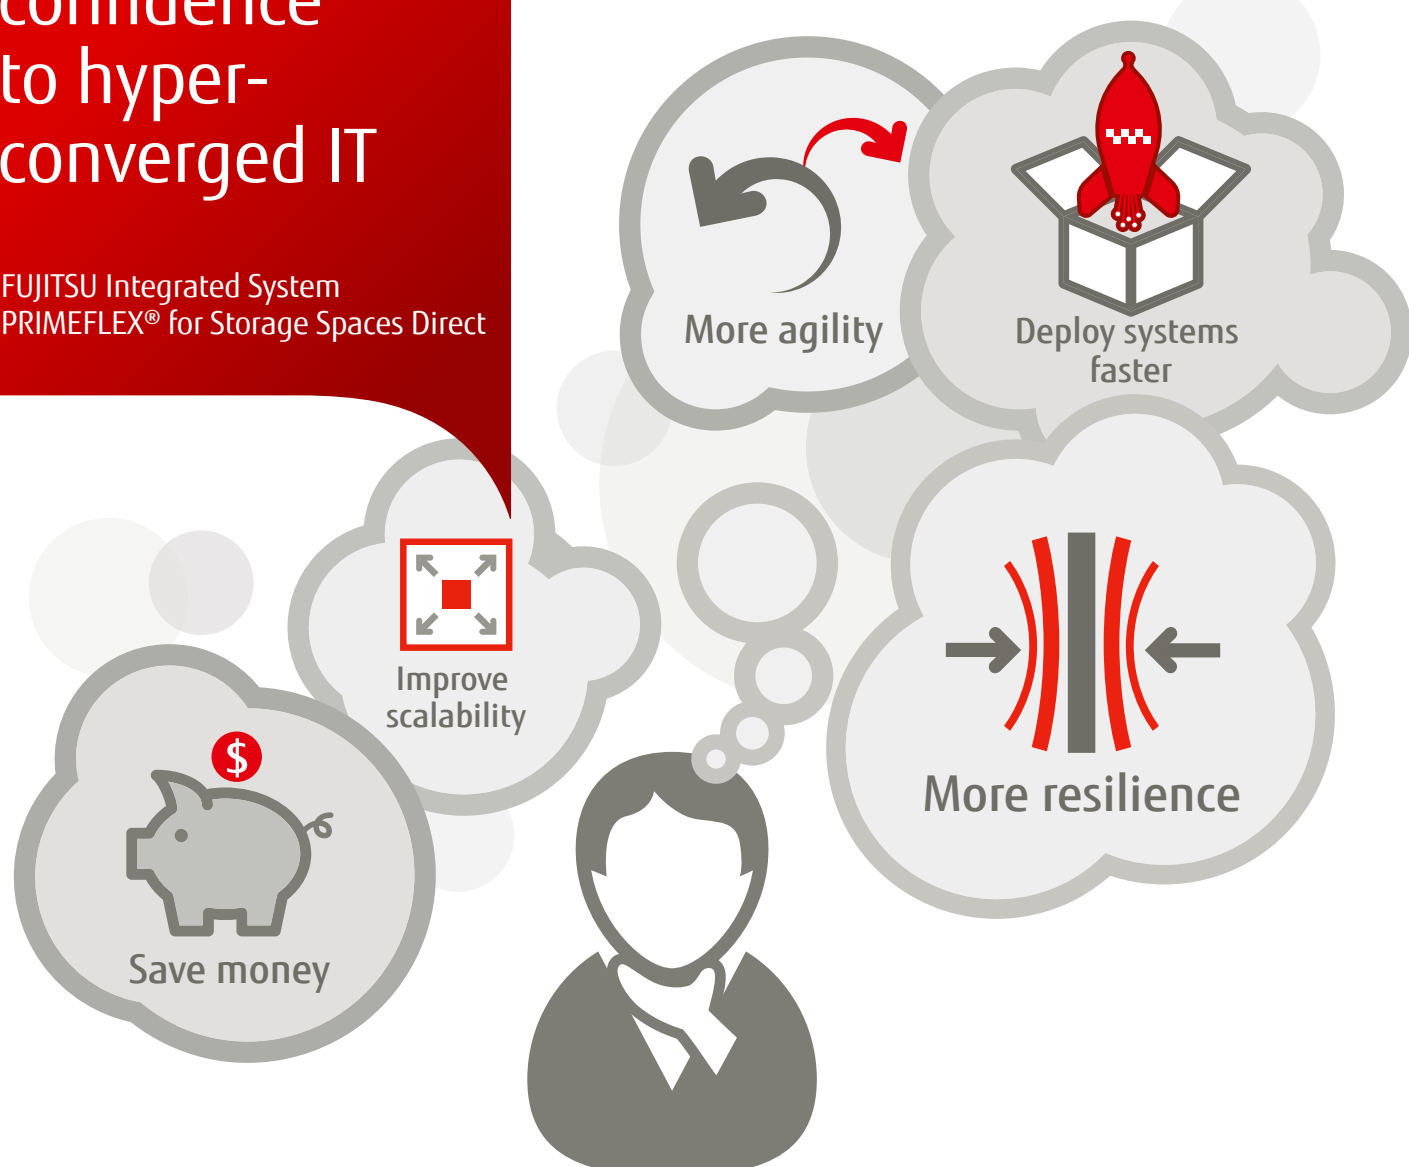 confidence
to hyper-
converged IT
FUJITSU Integrated System
PRIMEFLEX® for Storage Spaces Direct
More agility
Deploy systems
faster
Improve
scalability
More resilience
$
Save money